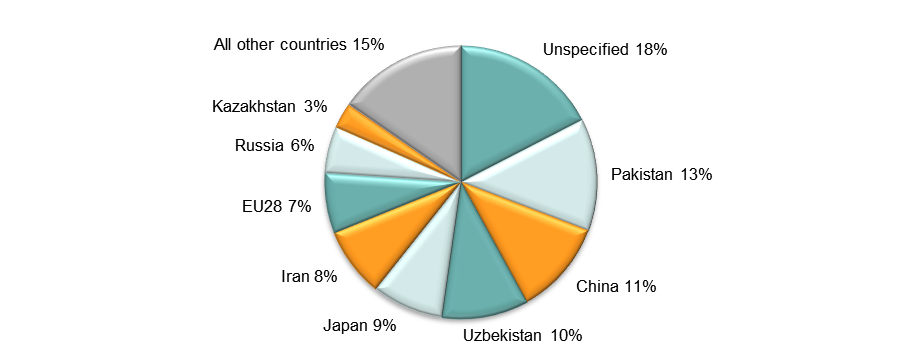 All other countries 15%
Unspecified 18%
Kazakhstan 3%
Russia 6%
Pakistan 13%
EU28 7%
Iran 8%
China 11%
Japan 9%
Uzbekistan 10%